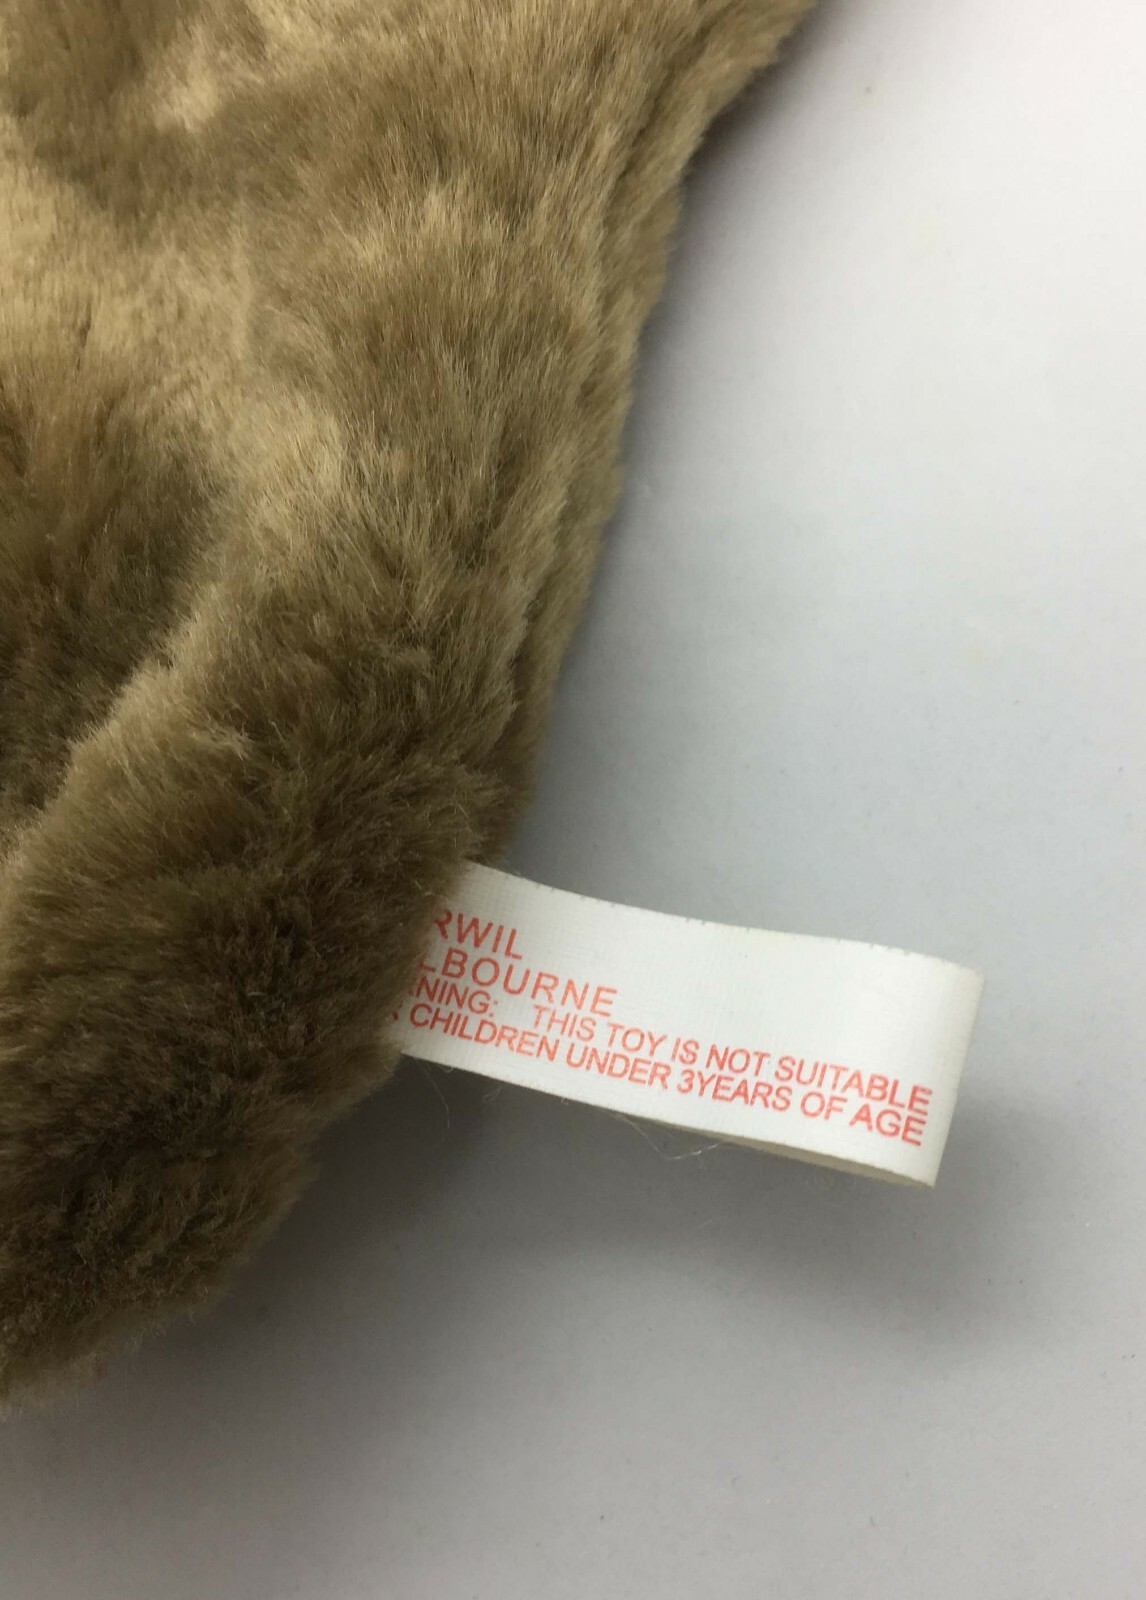 RWIL
LBOURNE
NING: THIS TOY IS NOT SUITABLE
CHILDREN UNDER 3YEARS OF AGE